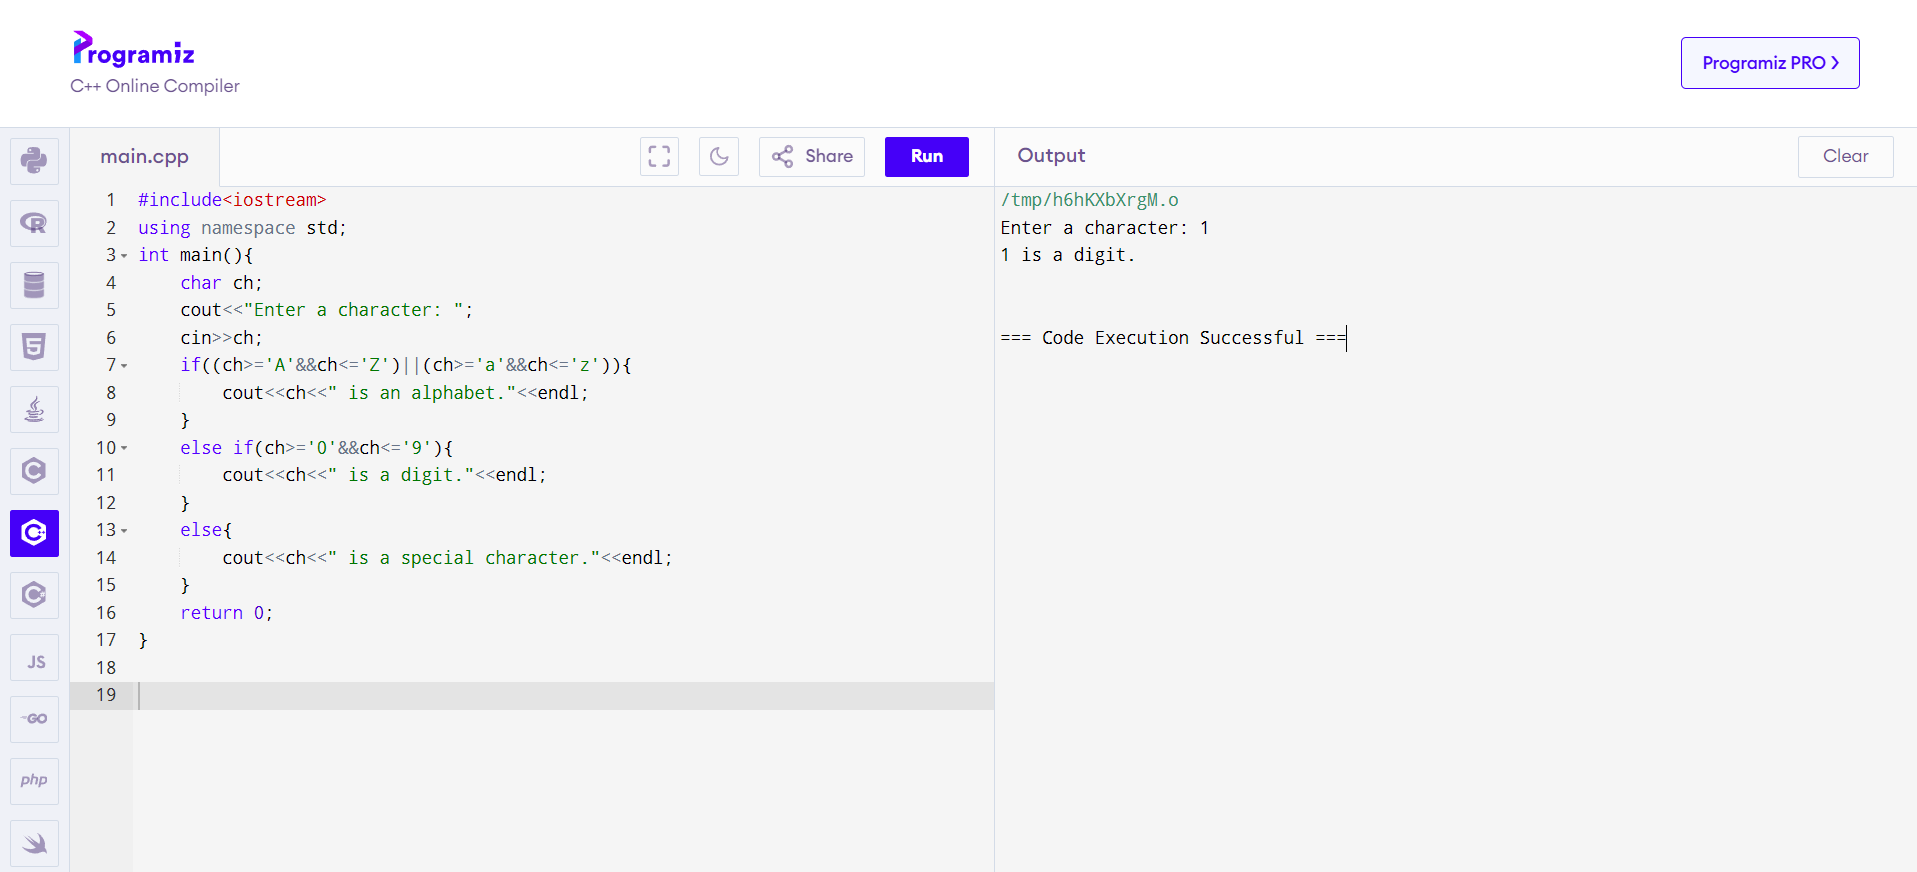 Programiz
C++ Online Compiler
Programiz PRO >
main.cpp
Share
Run
Output
Clear
1 #include<iostream>
2 using namespace std;
3 int main(){
4     char ch;
5     cout<<"Enter a character: ";
6     cin>>ch;
7     if((ch>='A'&&ch<='Z')||(ch>='a'&&ch<='z')){
8         cout<<ch<<" is an alphabet."<<endl;
9     }
10     else if(ch>='0'&&ch<='9'){
11         cout<<ch<<" is a digit."<<endl;
12     }
13     else{
14         cout<<ch<<" is a special character."<<endl;
15     }
16     return 0;
17 }
18
19
/tmp/h6hKXbXrgM.o
Enter a character: 1
1 is a digit.
=== Code Execution Successful ===
R
5
C
C+
C#
JS
GO
php